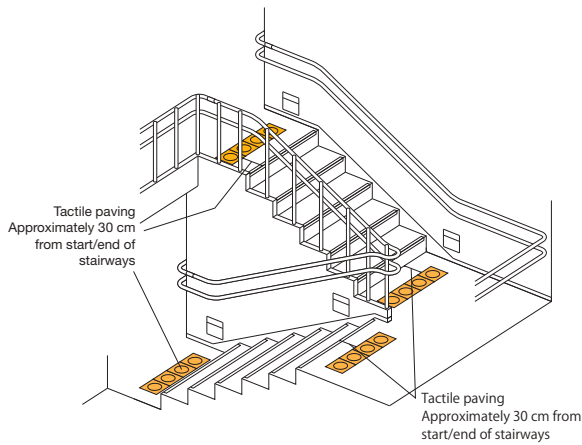 Tactile paving
Approximately 30 cm
from start/end of
stairways
Tactile paving
Approximately 30 cm from
start/end of stairways